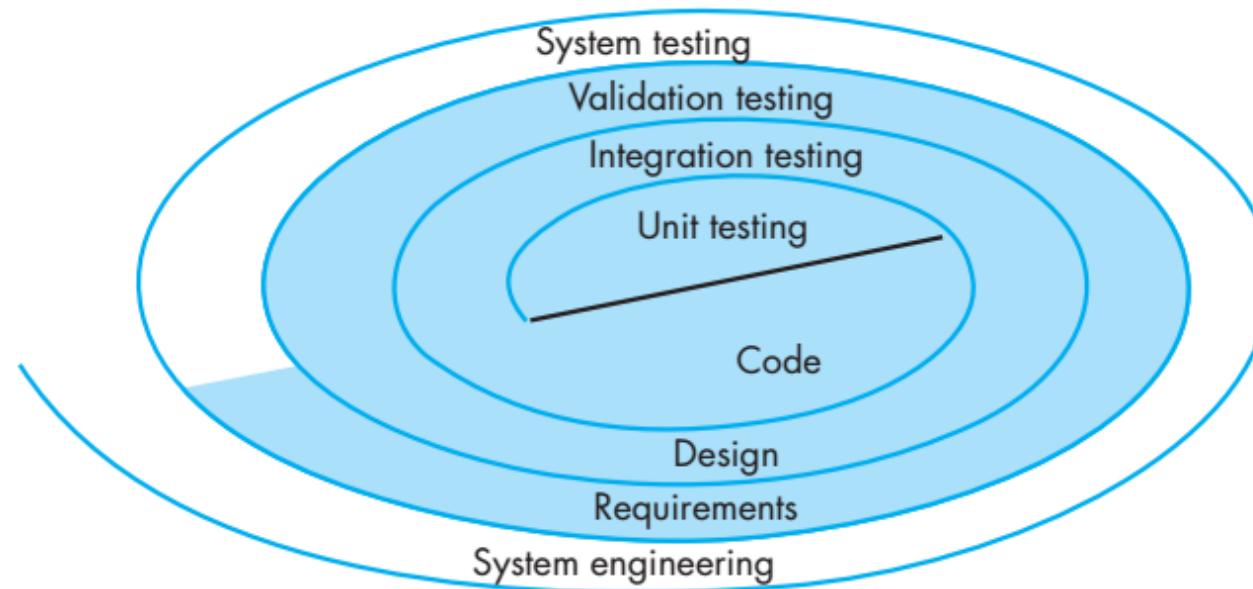 System testing
Validation testing
Integration testing
Unit testing
Code
Design
Requirements
System engineering